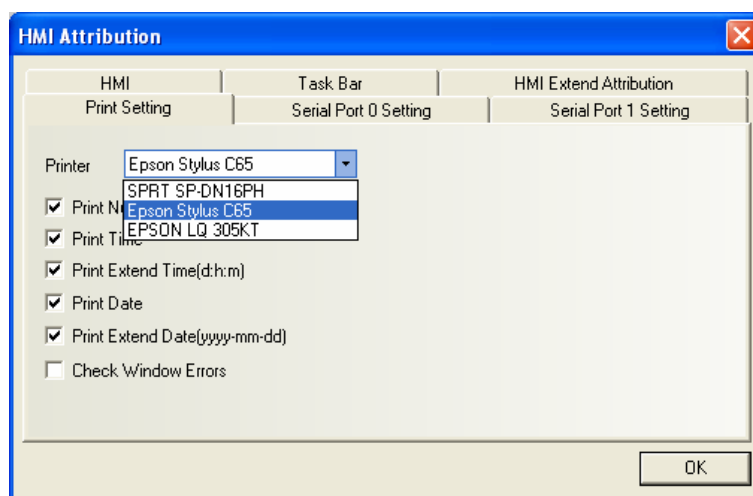 HMI Attribution
HMI Task Bar HMI Extend Attribution
Print Setting Serial Port 0 Setting Serial Port 1 Setting
Printer Epson Stylus C65
SPRT SP-DN16PH
Print
Epson Stylus C65
Print
EPSON LQ 305KT
Print Extend Time(d:h:m)
Print Date
Print Extend Date(yyyy-mm-dd)
Check Window Errors
OK